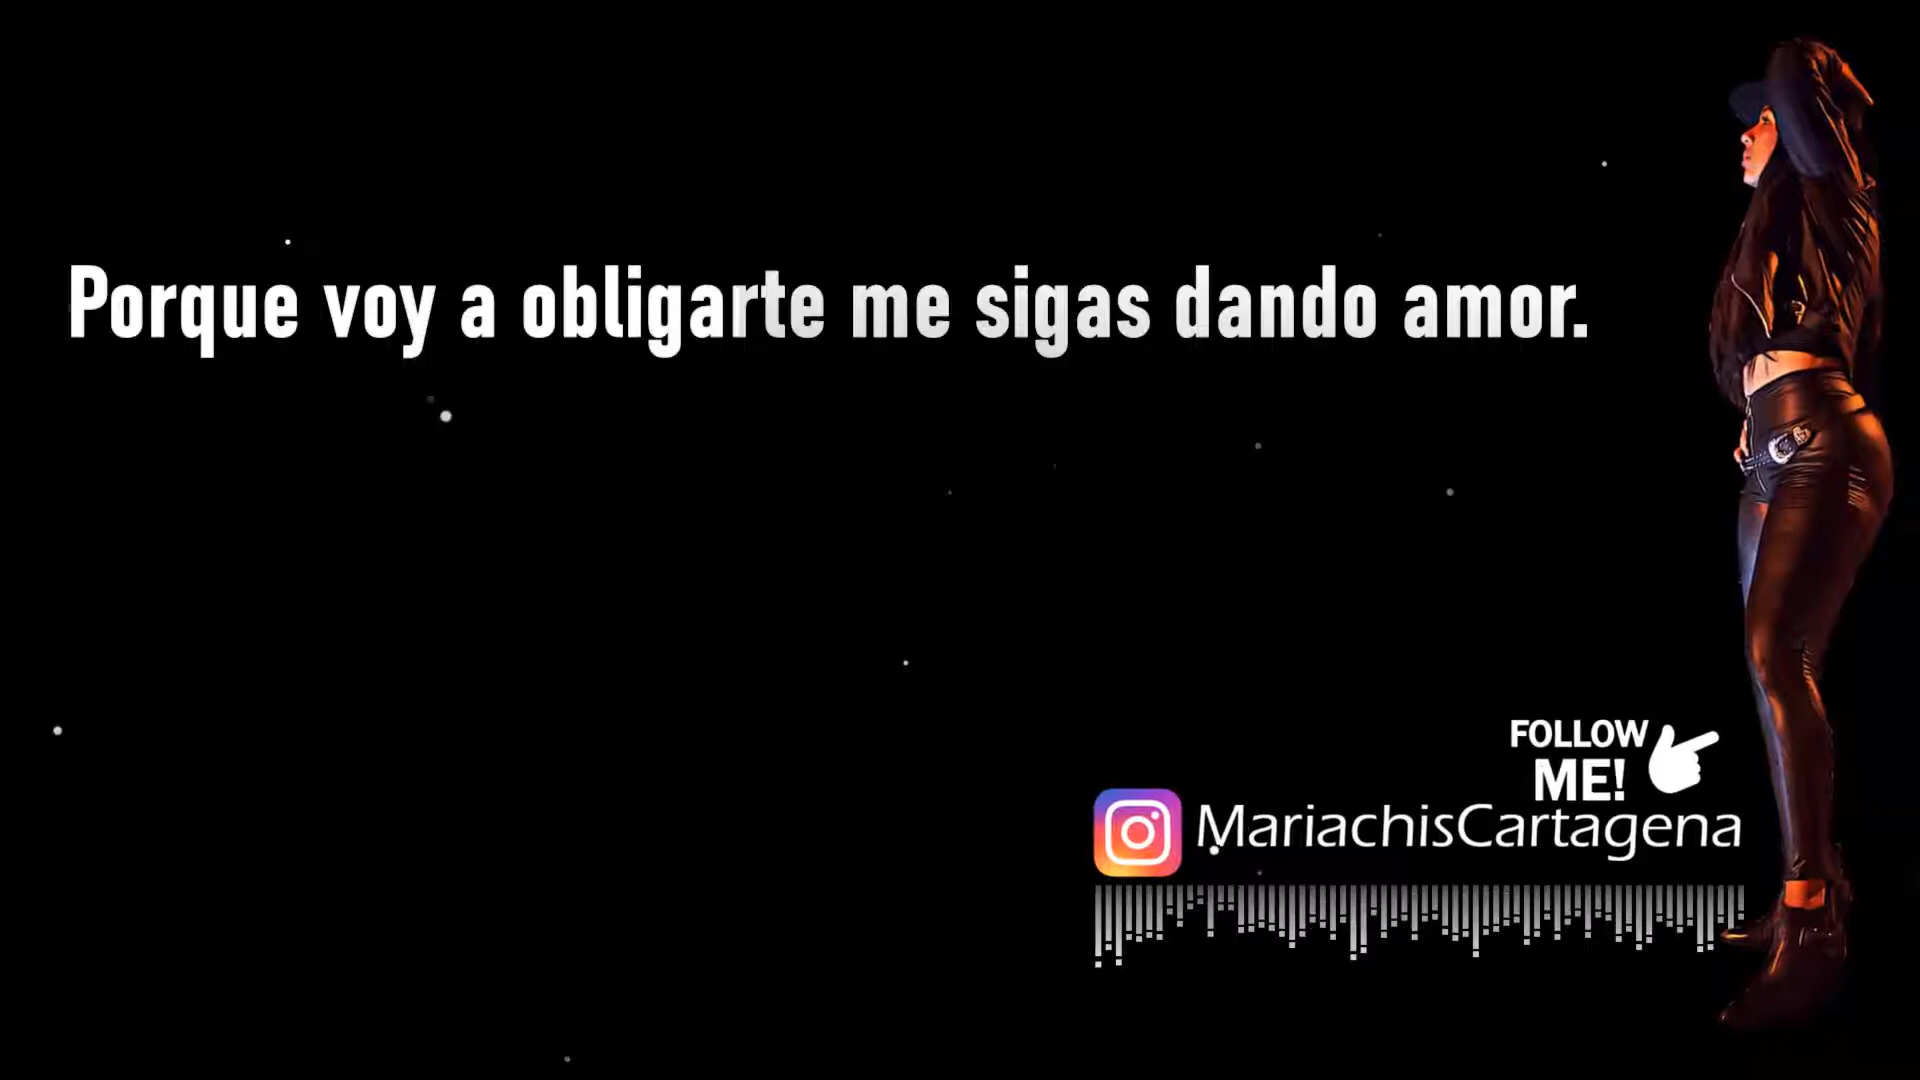 Porque voy a obligarte me sigas dando amor.
FOLLOW
ME!
MariachisCartagena